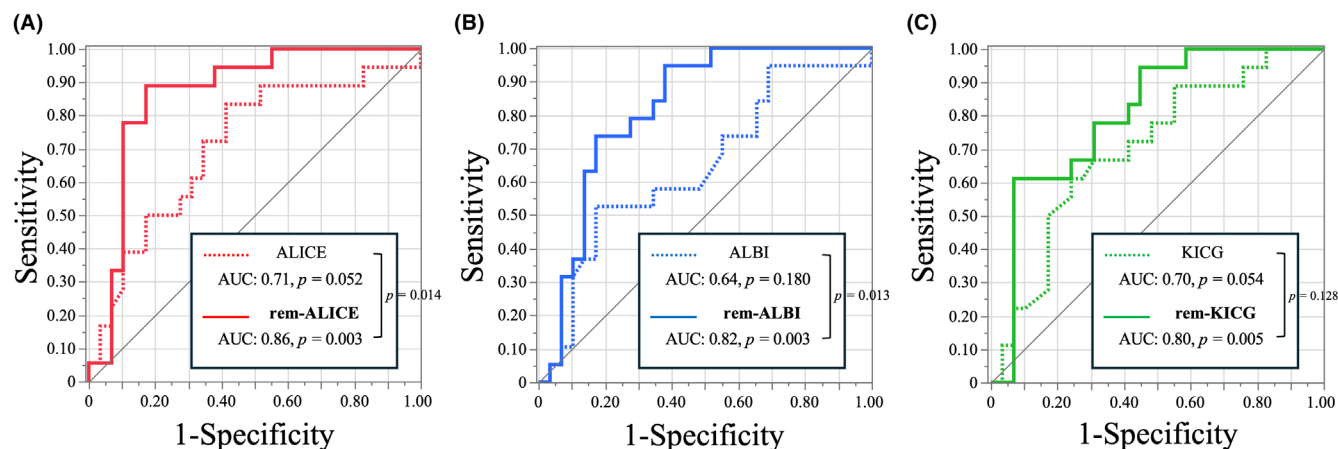 (A)
Sensitivity
1.00
0.90
0.80
0.70
0.60
0.50
0.40
0.30
0.20
0.10
0
0 0.20 0.40 0.60 0.80 1.00
1-Specificity
ALICE
AUC: 0.71, p = 0.052
rem-ALICE
AUC: 0.86, p = 0.003
p = 0.014
(B)
Sensitivity
1.00
0.90
0.80
0.70
0.60
0.50
0.40
0.30
0.20
0.10
0
0 0.20 0.40 0.60 0.80 1.00
1-Specificity
ALBI
AUC: 0.64, p = 0.180
rem-ALBI
AUC: 0.82, p = 0.003
p = 0.013
(C)
Sensitivity
1.00
0.90
0.80
0.70
0.60
0.50
0.40
0.30
0.20
0.10
0
0 0.20 0.40 0.60 0.80 1.00
1-Specificity
KICG
AUC: 0.70, p = 0.054
rem-KICG
AUC: 0.80, p = 0.005
p = 0.128